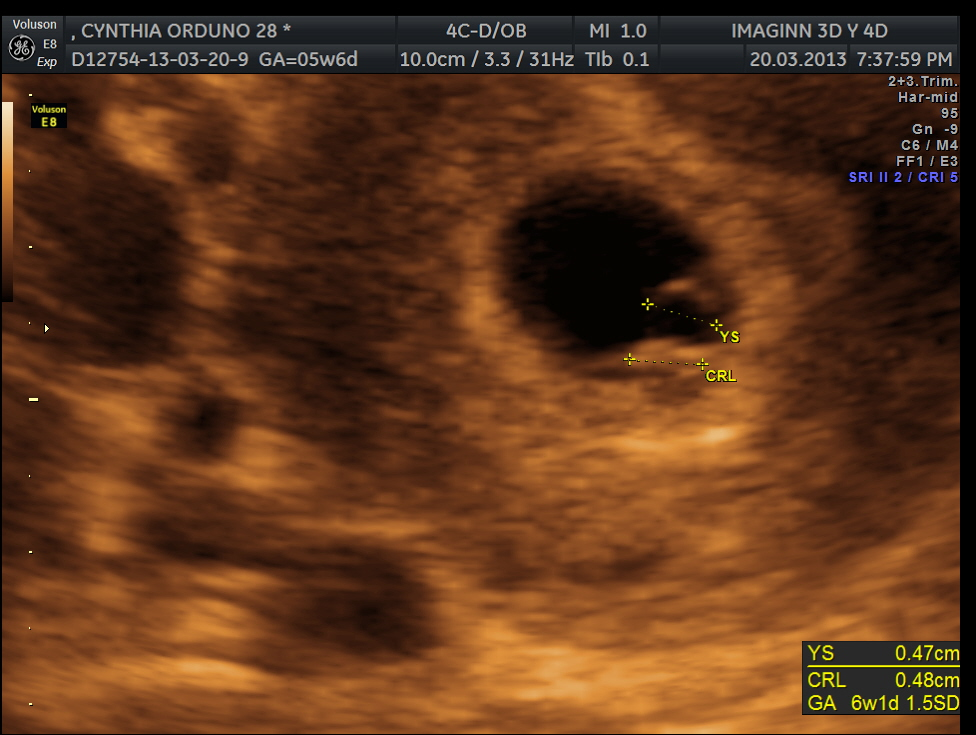 Voluson
E8
Exp
, CYNTHIA ORDUNO 28 *
4C-D/OB
MI 1.0
IMAGINN 3D Y 4D
D12754-13-03-20-9 GA=05w6d
10.0cm / 3.3 / 31Hz
TIb 0.1
20.03.2013 7:37:59 PM
Voluson
E8
2+3.Trim.
Har-mid
95
Gn -9
C6 / M4
FF1 / E3
SRI II 2 / CRI 5
YS
CRL
YS 0.47cm
CRL 0.48cm
GA 6w1d 1.5SD